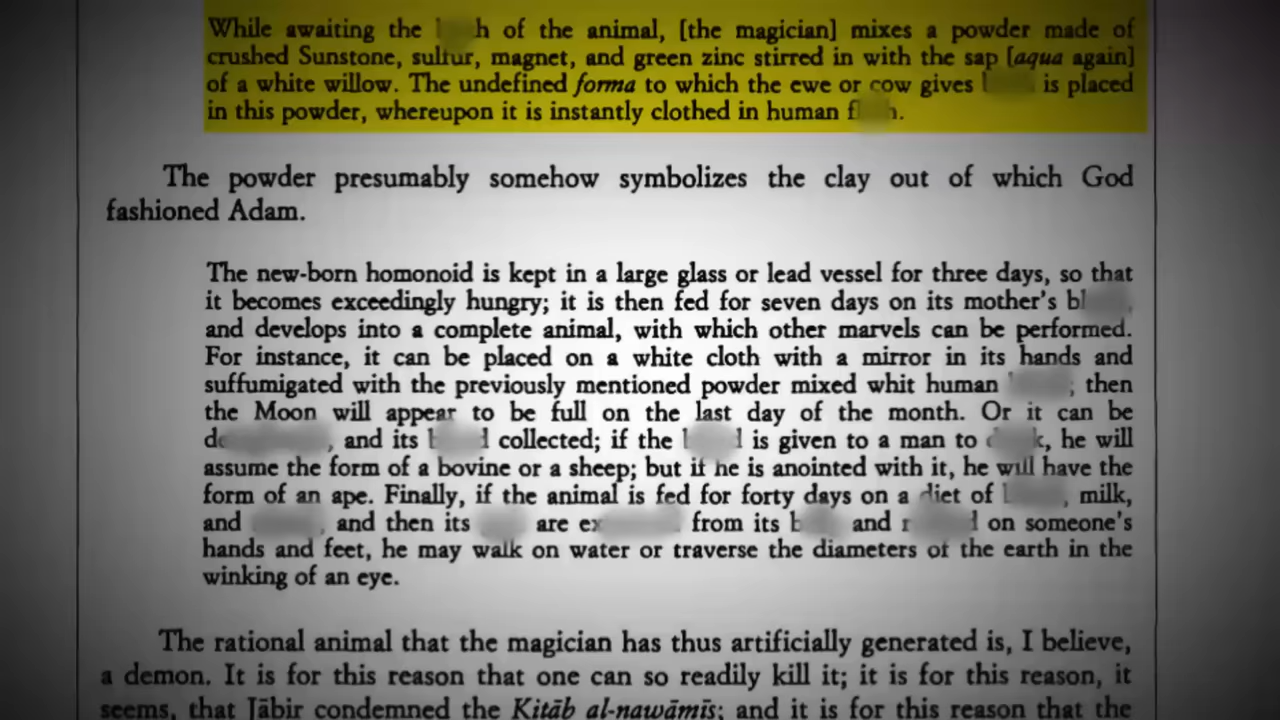 While awaiting the of the animal, [the magician] mixes a powder made of
crushed Sunstone, sulfur, magnet, and green zinc stirred in with the sap [aqua again]
of a white willow. The undefined forma to which the ewe or cow gives is placed
in this powder, whereupon it is instantly clothed in human
The powder presumably somehow symbolizes the clay out of which God
fashioned Adam.
The new-born homonoid is kept in a large glass or lead vessel for three days, so that
it becomes exceedingly hungry; it is then fed for seven days on its mother's
and develops into a complete animal, with which other marvels can be performed.
For instance, it can be placed on a white cloth with a mirror in its hands and
suffumigated with the previously mentioned powder mixed whit human ; then
the Moon will appear to be full on the last day of the month. Or it can be
, and its collected; if the is given to a man to , he will
assume the form of a bovine or a sheep; but if he is anointed with it, he will have the
form of an ape. Finally, if the animal is fed for forty days on a diet of , milk,
and , and then its are from its and on someone's
hands and feet, he may walk on water or traverse the diameters of the earth in the
winking of an eye.
The rational animal that the magician has thus artificially generated is, I believe,
a demon. It is for this reason that one can so readily kill it; it is for this reason, it
seems, that Jābir condemned the Kitāb al-nawāmīs; and it is for this reason that the